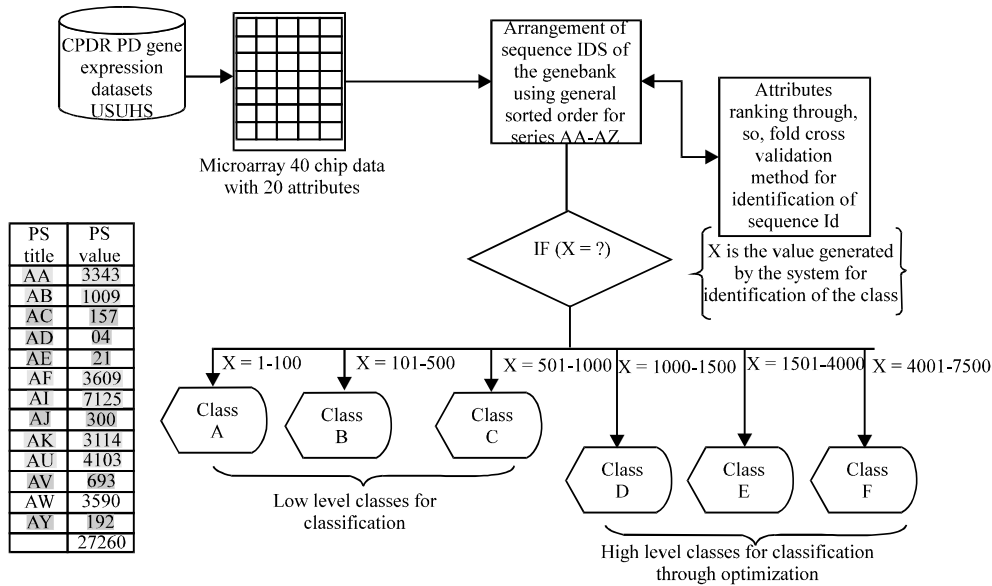 CPDR PD gene
expression
datasets
USUHS
Microarray 40 chip data
with 20 attributes
Arrangement of
sequence IDS of
the genebank
using general
sorted order for
series AA-AZ
Attributes
ranking through,
so, fold cross
validation
method for
identification of
sequence Id
X is the value generated
by the system for
identification of the class
IF (X = ?)
PS title PS value
AA 3343
AB 1009
AC 157
AD 04
AE 21
AF 3609
AI 7125
AJ 300
AK 3114
AU 4103
AV 693
AW 3590
AY 192
27260
X = 1-100
X = 101-500
X = 501-1000
X = 1000-1500
X = 1501-4000
X = 4001-7500
Class
A
Class
B
Class
C
Class
D
Class
E
Class
F
Low level classes for
classification
High level classes for classification
through optimization